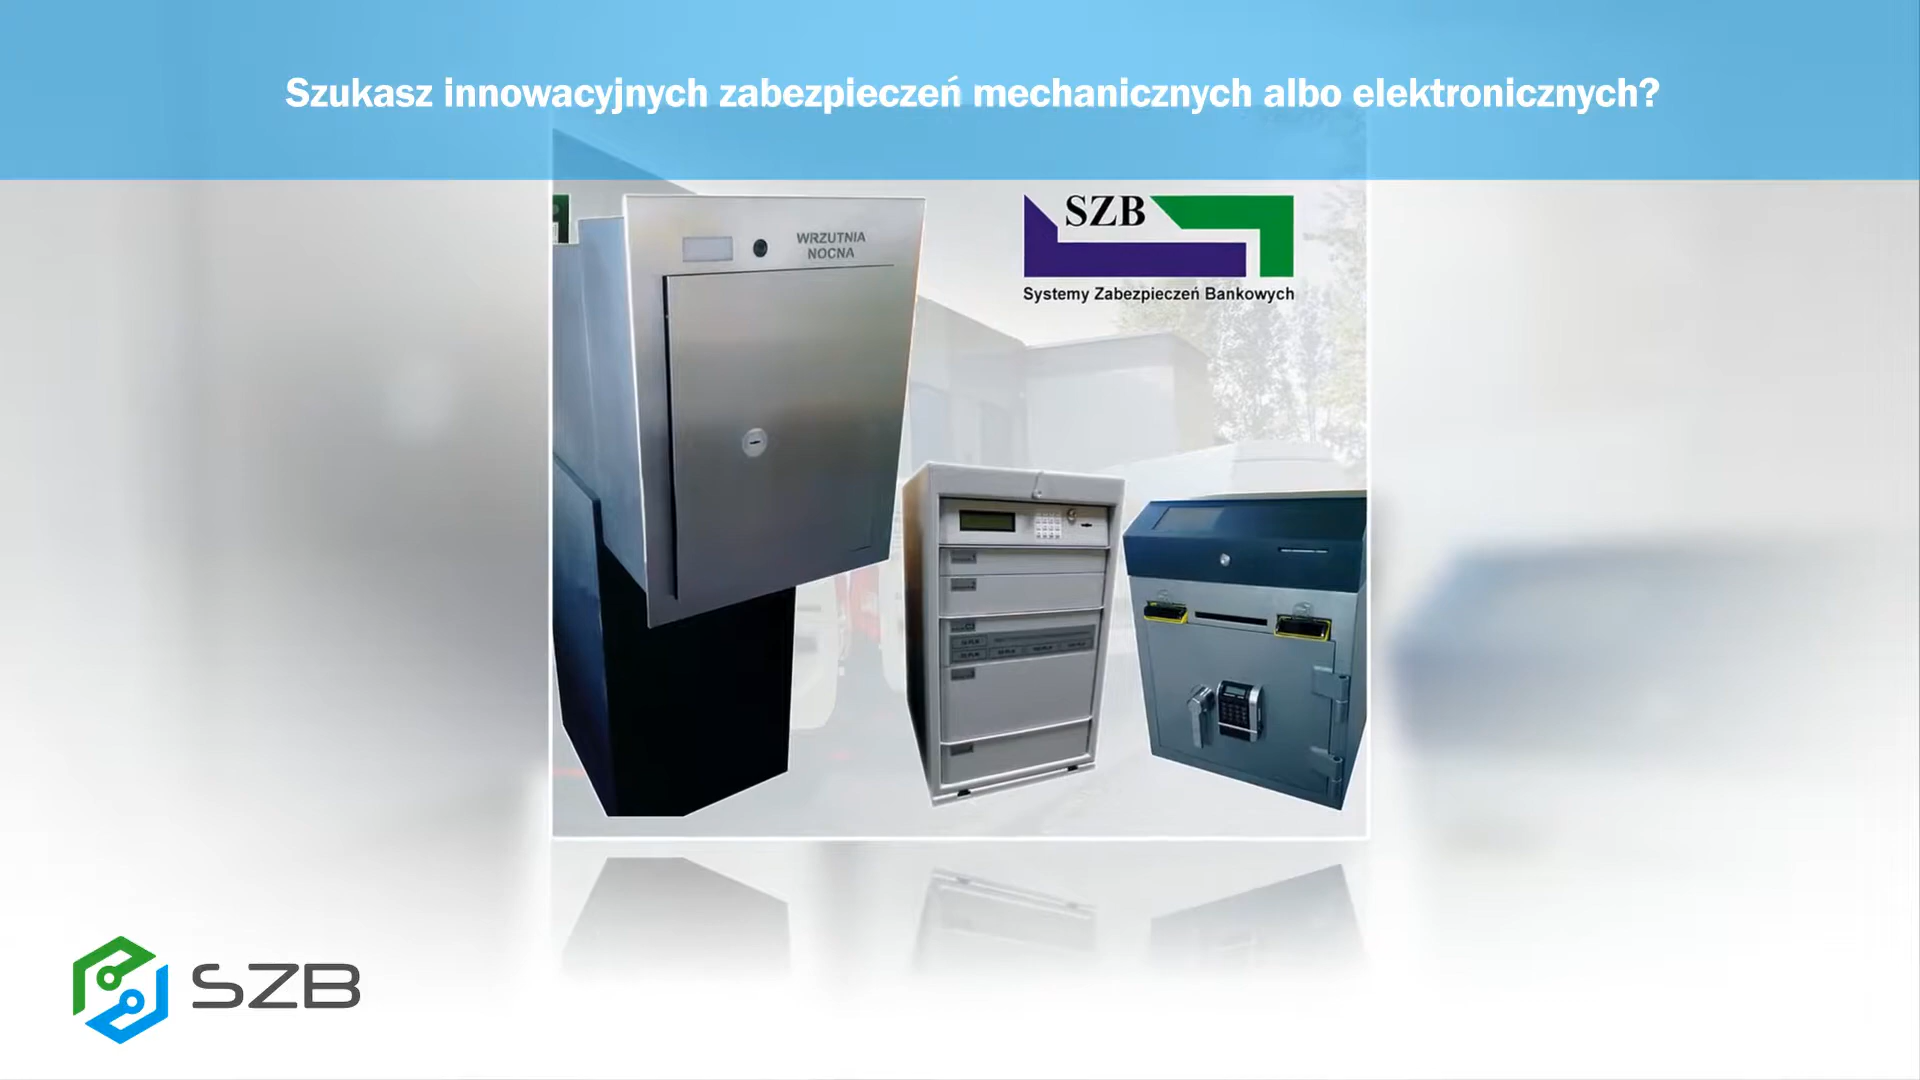 Szukasz innowacyjnych zabezpieczeń mechanicznych albo elektronicznych?
WRZUTNIA
NOCNA
SZB
Systemy Zabezpieczeń Bankowych
SZB